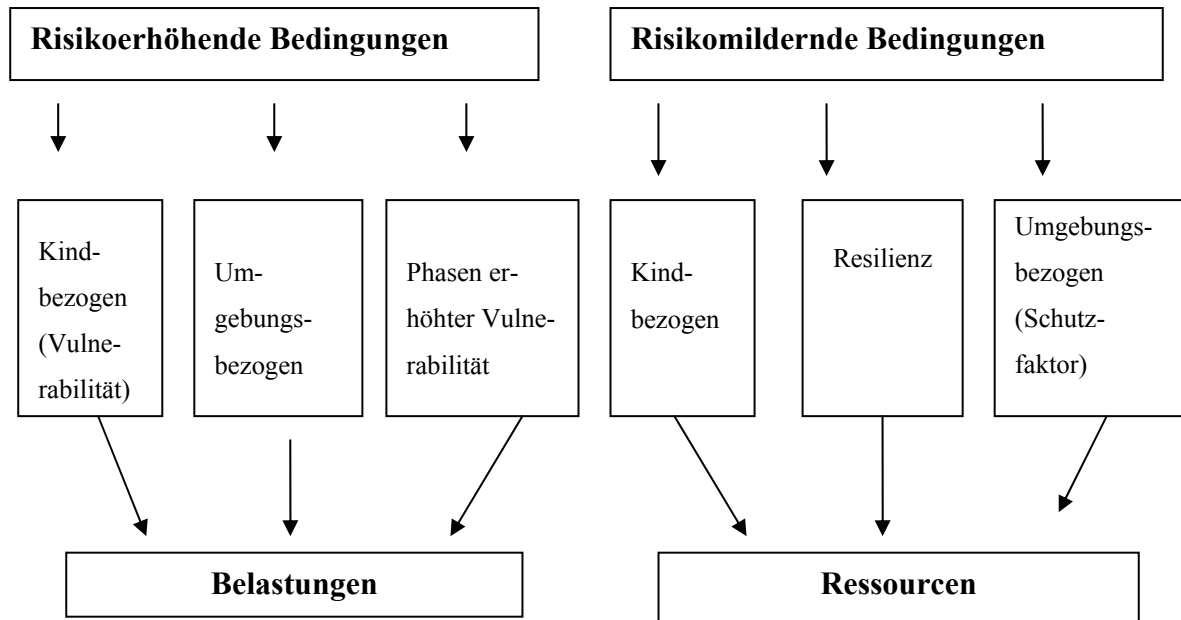 Risikoerhöhende Bedingungen
Risikomildernde Bedingungen
Kind-
bezogen
(Vulne-
rabilität)
Um-
gebungs-
bezogen
Phasen er-
höhter Vulne-
rabilität
Kind-
bezogen
Resilienz
Umgebungs-
bezogen
(Schutz-
faktor)
Belastungen
Ressourcen